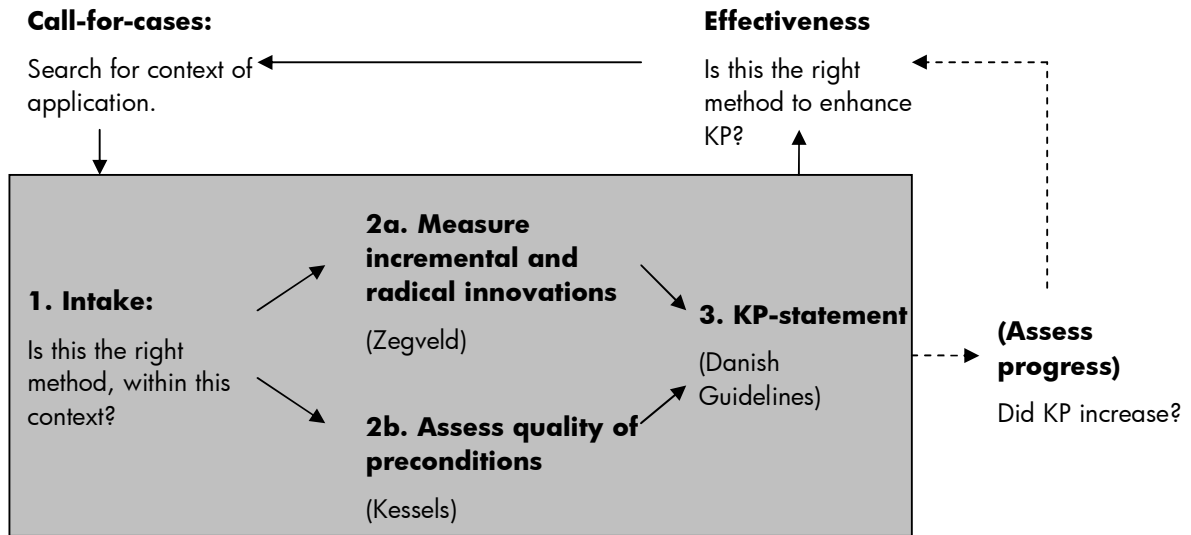 Call-for-cases:
Search for context of
application.
Effectiveness
Is this the right
method to enhance
KP?
1. Intake:
Is this the right
method, within this
context?
2a. Measure
incremental and
radical innovations
(Zegveld)
2b. Assess quality of
preconditions
(Kessels)
3. KP-statement
(Danish
Guidelines)
(Assess
progress)
Did KP increase?